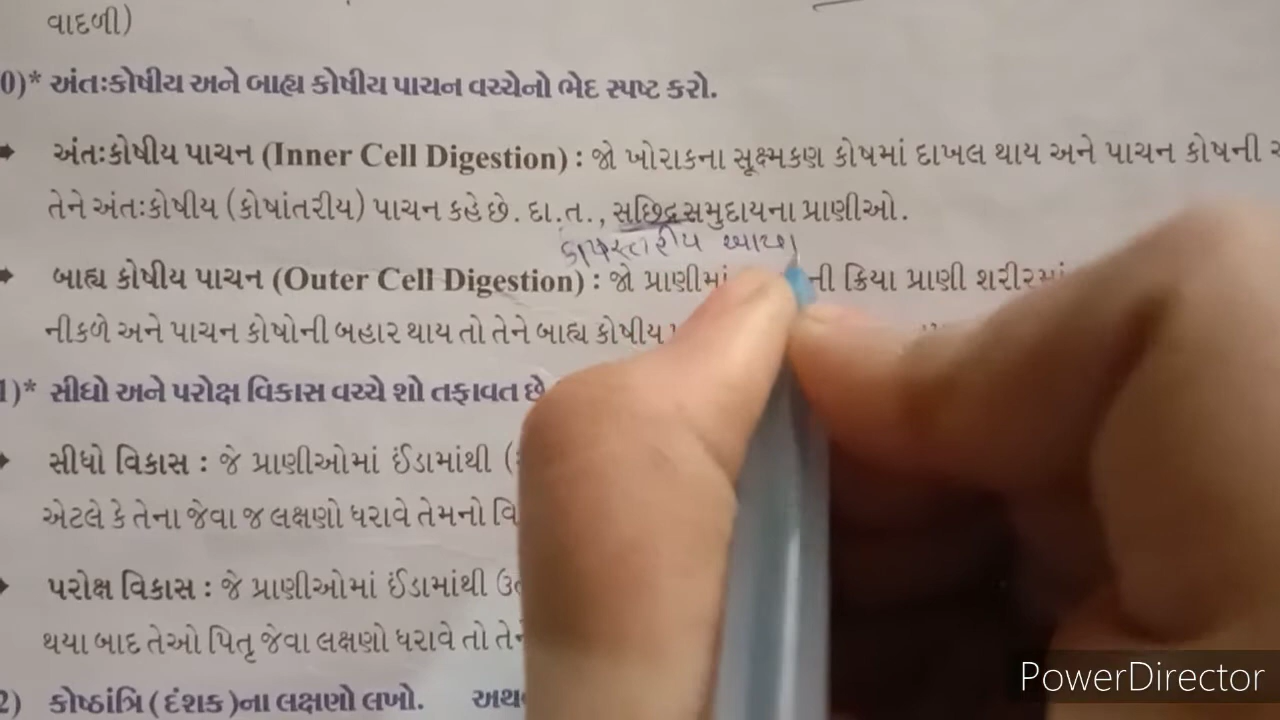 વાદળી)
0)* અંતઃકોષીય અને બાહ્ય કોષીય પાચન વચ્ચેનો ભેદ સ્પષ્ટ કરો.
અંતઃકોષીય પાચન (Inner Cell Digestion) : જો ખોરાકના સૂક્ષ્મકણ કોષમાં દાખલ થાય અને પાચન કોષની
તેને અંતઃકોષીય (કોષાંતરીય) પાચન કહે છે. દા.ત., સછિદ્રસમુદાયના પ્રાણીઓ.
બાહ્ય કોષીય પાચન (Outer Cell Digestion) : જો પ્રાણીમાં ની ક્રિયા પ્રાણી શરીરમાં
નીકળે અને પાચન કોષોની બહાર થાય તો તેને બાહ્ય કોષીય
1)* સીધો અને પરોક્ષ વિકાસ વચ્ચે શો તફાવત છે
સીધો વિકાસ : જે પ્રાણીઓમાં ઈંડામાંથી (
એટલે કે તેના જેવા જ લક્ષણો ધરાવે તેમનો વિ
પરોક્ષ વિકાસ : જે પ્રાણીઓમાં ઈંડામાંથી
થયા બાદ તેઓ પિતૃ જેવા લક્ષણો ધરાવે તો
2) કોષ્ઠાંત્રિ (દંશક)ના લક્ષણો લખો.
PowerDirector